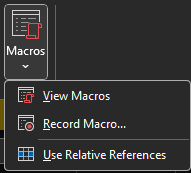 Macros
View Macros
Record Macro...
Use Relative References